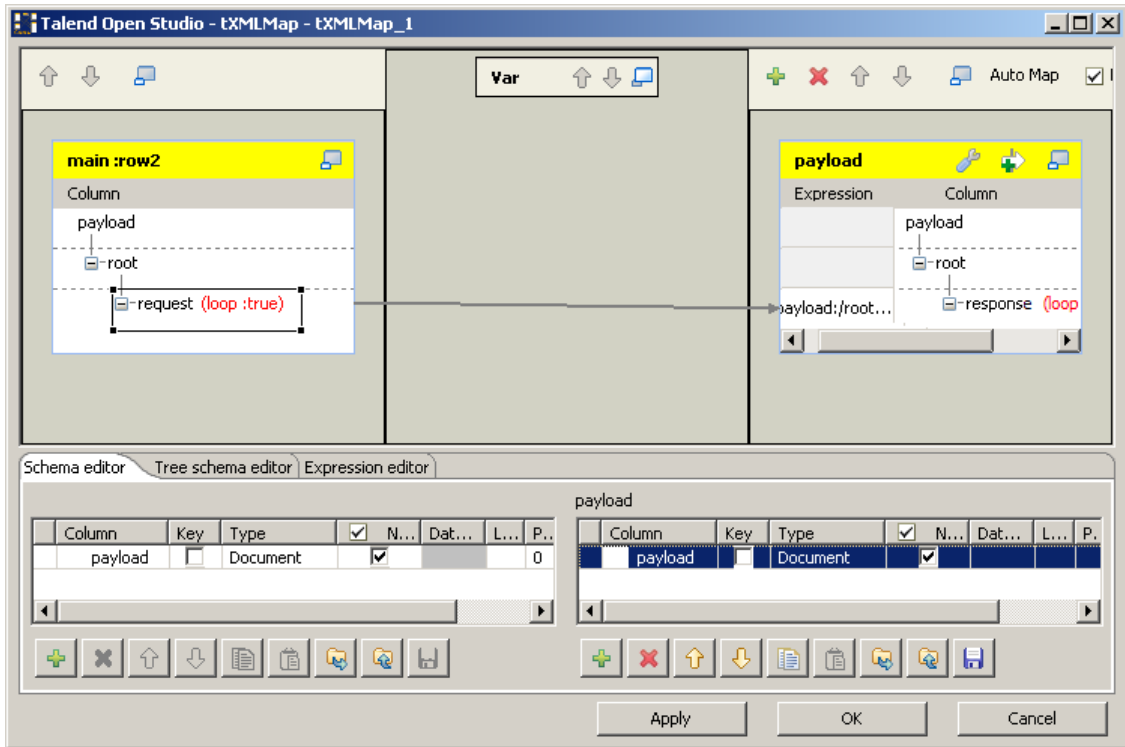 Talend Open Studio - tXMLMap - tXMLMap_1
Var
Auto Map
main :row2
Column
payload
root
request (loop :true)
payload
Expression Column
payload
root
payload:/root... response (loop
Schema editor Tree schema editor Expression editor
payload
Column Key Type N... Dat... L... P..
payload Document 0
Column Key Type N... Dat... L... P.
payload Document
Apply OK Cancel